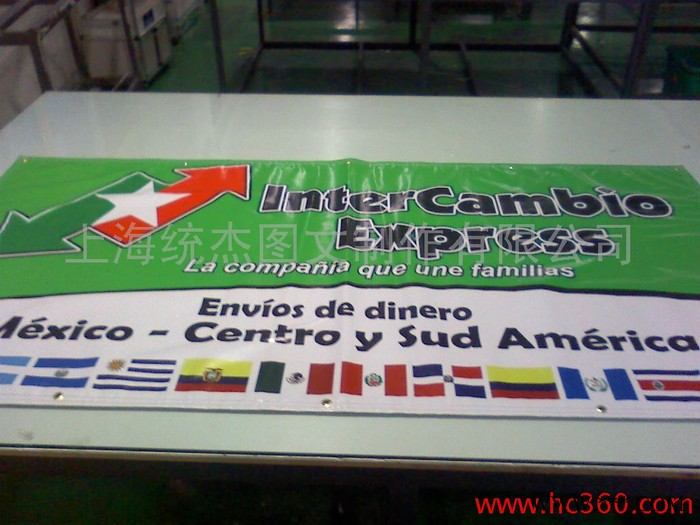 InterCambio
Express
上海统杰图文制作有限公司
La compañia que une familias
Envíos de dinero
México - Centro y Sud América
www.hc360.com